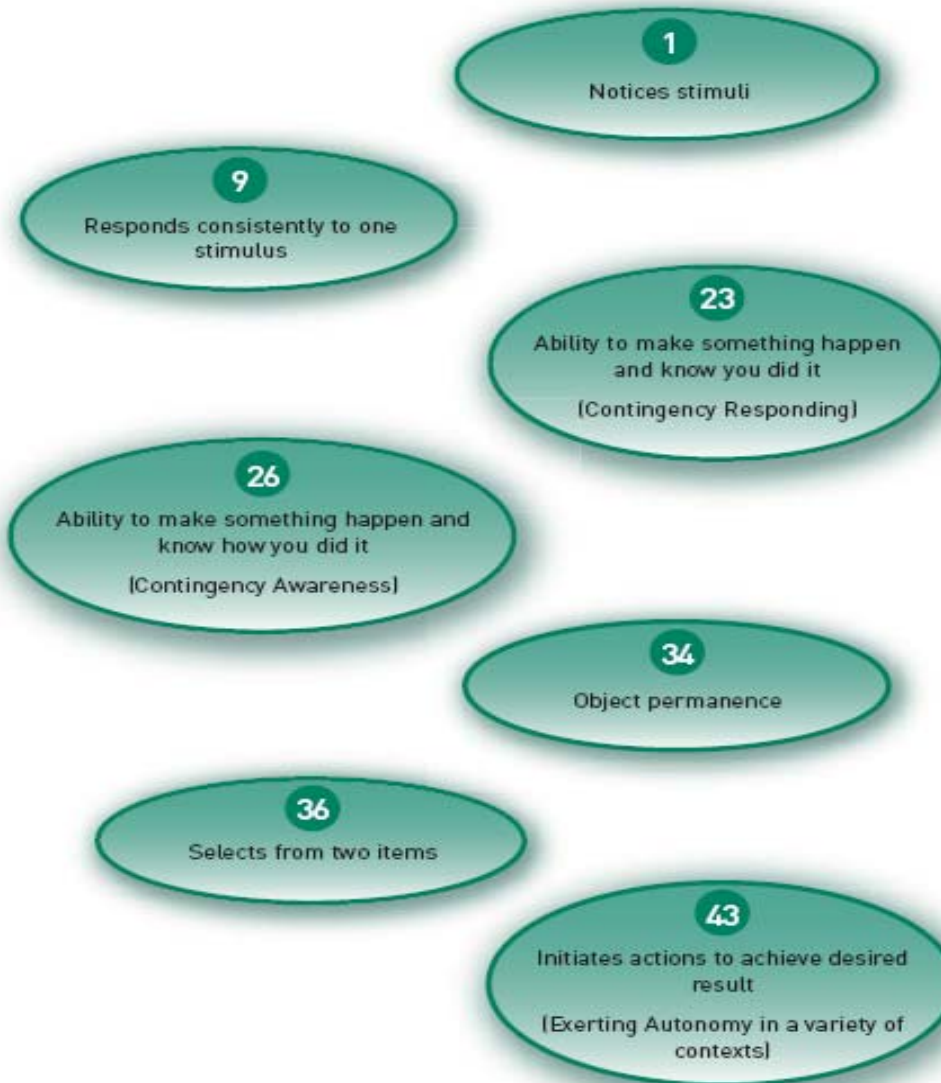 1
Notices stimuli
9
Responds consistently to one
stimulus
23
Ability to make something happen
and know you did it
(Contingency Responding)
26
Ability to make something happen and
know how you did it
(Contingency Awareness)
34
Object permanence
36
Selects from two items
43
Initiates actions to achieve desired
result
(Exerting Autonomy in a variety of
contexts)